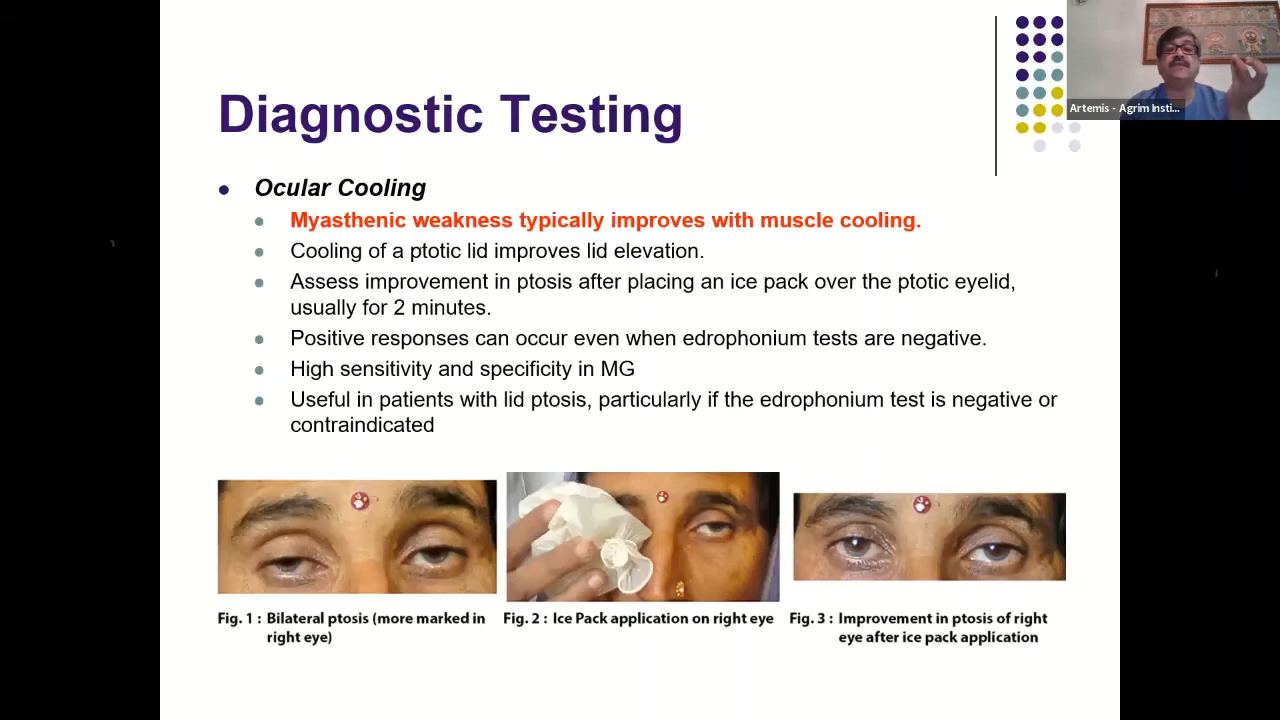 Diagnostic Testing
Artemis - Agrim Insti...
Ocular Cooling
Myasthenic weakness typically improves with muscle cooling.
Cooling of a ptotic lid improves lid elevation.
Assess improvement in ptosis after placing an ice pack over the ptotic eyelid,
usually for 2 minutes.
Positive responses can occur even when edrophonium tests are negative.
High sensitivity and specificity in MG
Useful in patients with lid ptosis, particularly if the edrophonium test is negative or
contraindicated
Fig. 1 : Bilateral ptosis (more marked in
right eye)
Fig. 2 : Ice Pack application on right eye
Fig. 3 : Improvement in ptosis of right
eye after ice pack application